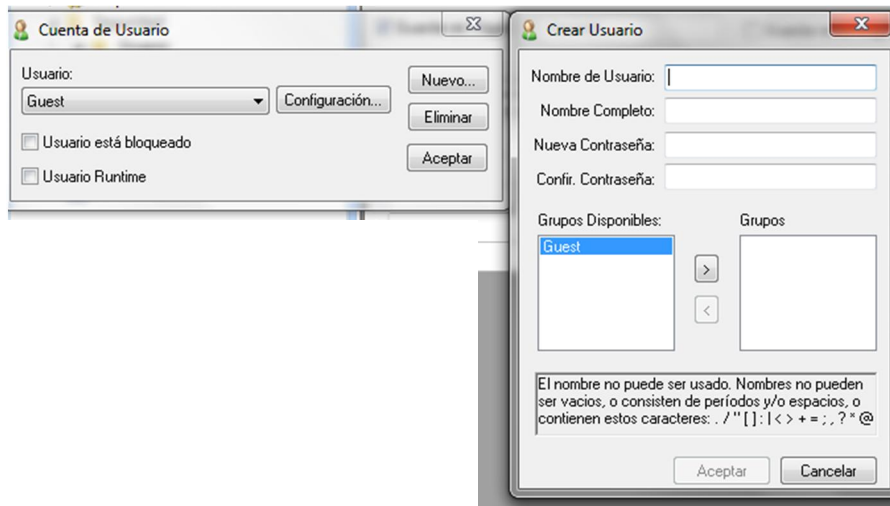 Cuenta de Usuario
Usuario:
Guest
Configuración...
Nuevo...
Eliminar
Aceptar
Usuario está bloqueado
Usuario Runtime
Crear Usuario
Nombre de Usuario:
Nombre Completo:
Nueva Contraseña:
Confir. Contraseña:
Grupos Disponibles:
Grupos
Guest
>
<
El nombre no puede ser usado. Nombres no pueden
ser vacios, o consisten de períodos y/o espacios, o
contienen estos caracteres: . / " [ ] : | < > + = ; , ? * @
Aceptar
Cancelar